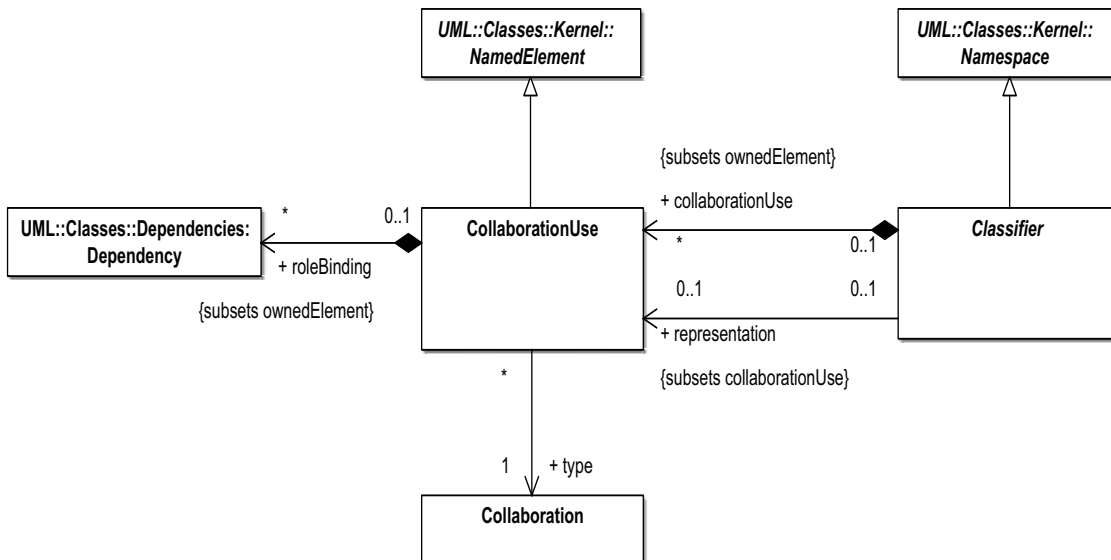 UML::Classes::Kernel::
NamedElement
UML::Classes::Kernel::
Namespace
{subsets ownedElement}
+ collaborationUse
UML::Classes::Dependencies:
Dependency
*
0..1
+ roleBinding
{subsets ownedElement}
CollaborationUse
*
0..1
Classifier
0..1
0..1
+ representation
{subsets collaborationUse}
*
1
+ type
Collaboration